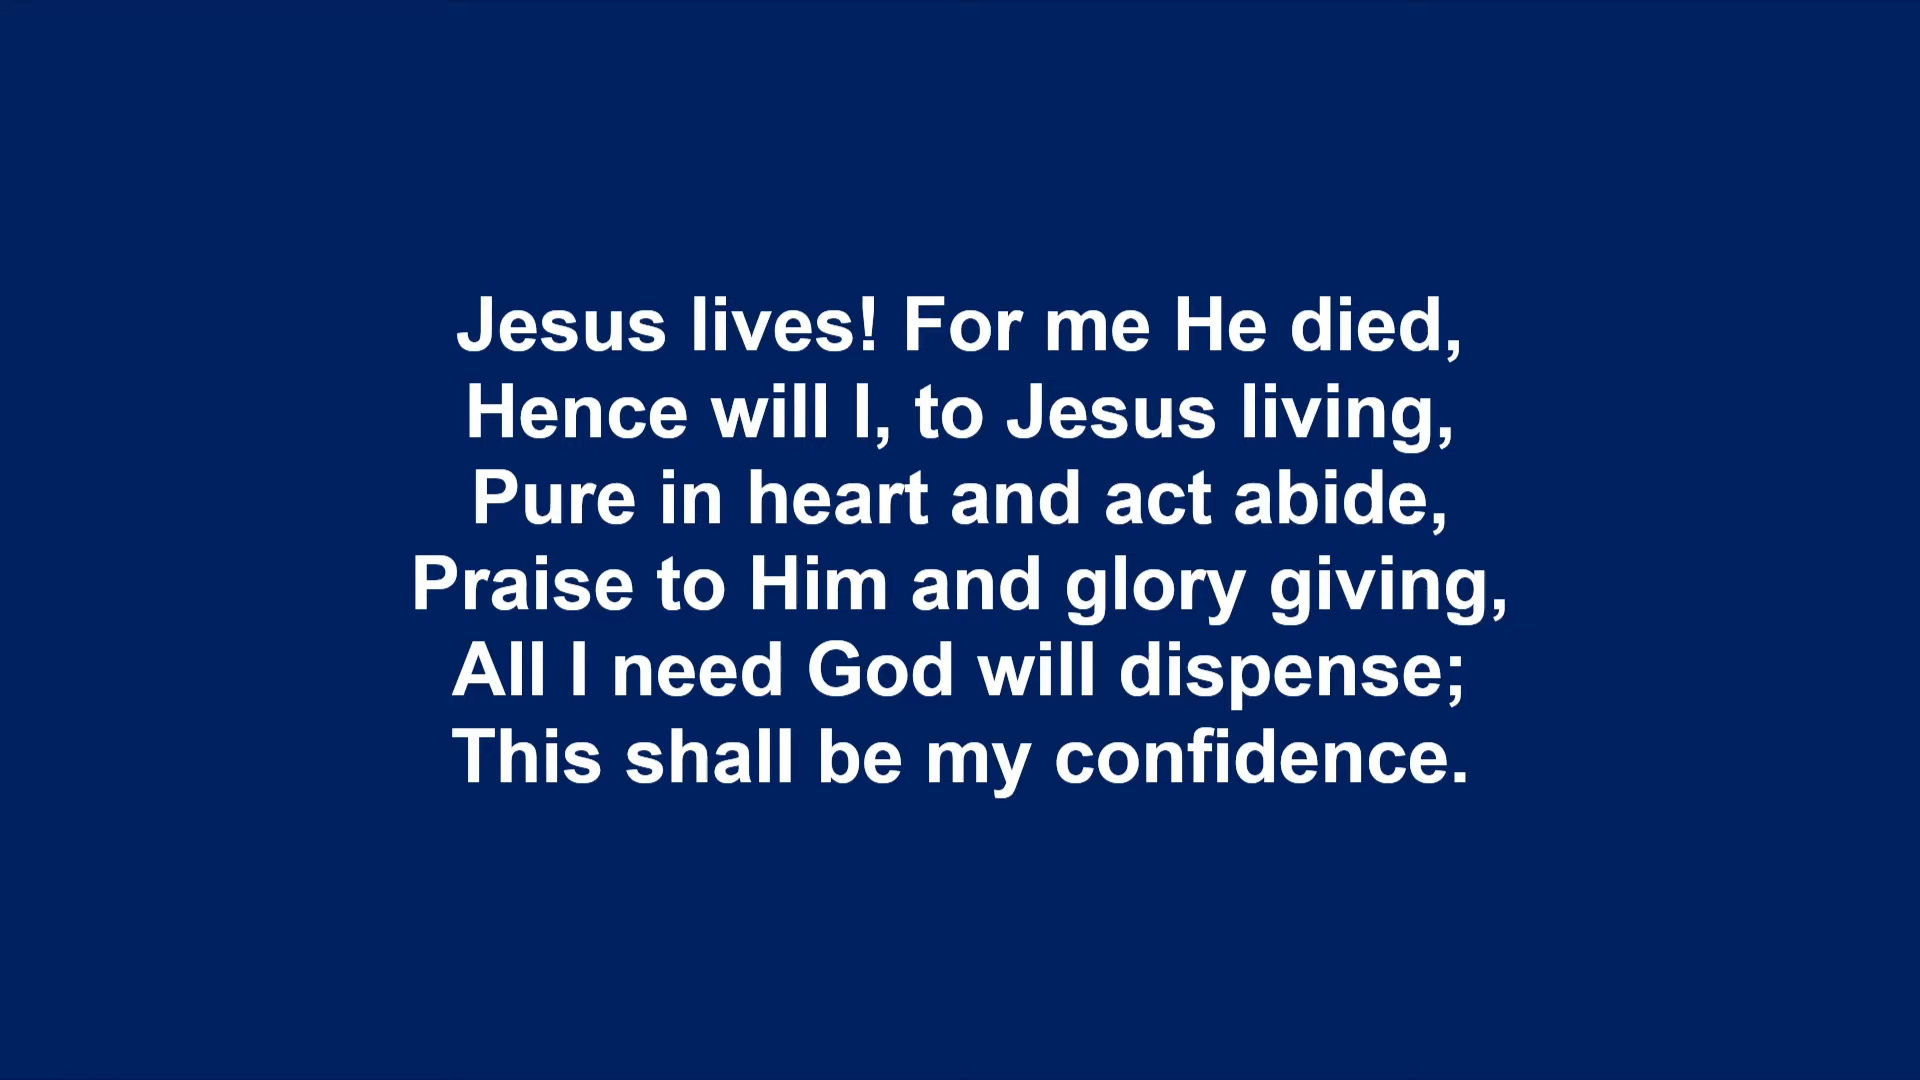 Jesus lives! For me He died,
Hence will I, to Jesus living,
Pure in heart and act abide,
Praise to Him and glory giving,
All I need God will dispense;
This shall be my confidence.